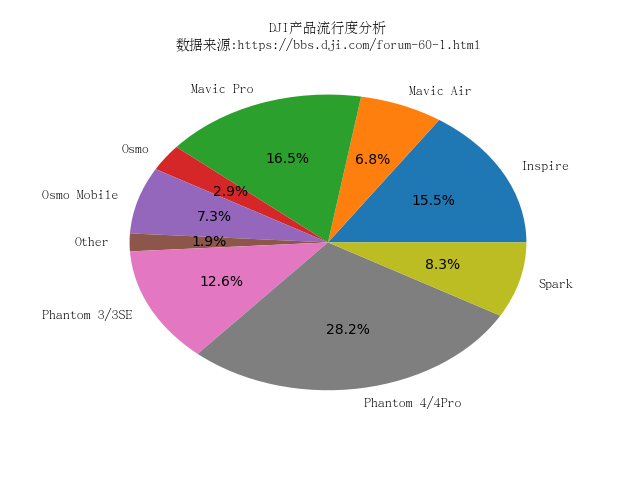 DJI产品流行度分析
数据来源:https://bbs.dji.com/forum-60-1.html
Mavic Pro
Mavic Air
Osmo
16.5%
6.8%
Inspire
2.9%
Osmo Mobile
7.3%
15.5%
Other
1.9%
8.3%
12.6%
Spark
Phantom 3/3SE
28.2%
Phantom 4/4Pro